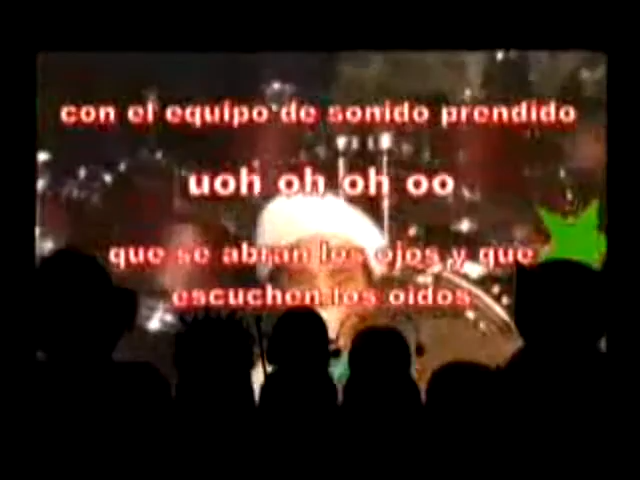 con el equipo de sonido prendido
uoh oh oh oo
que se abran los ojos y que
escuchen los oidos